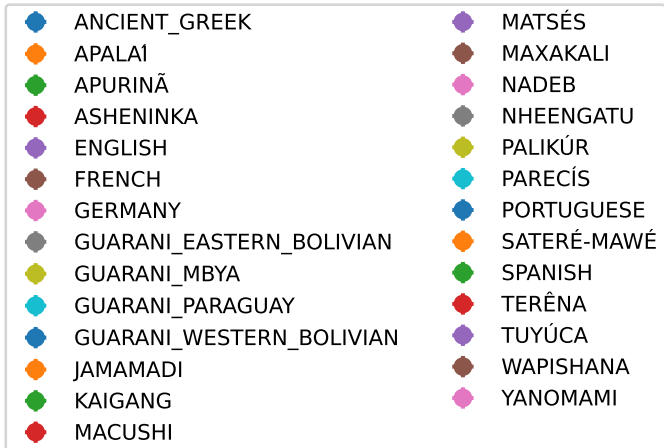 ANCIENT_GREEK
APALAÍ
APURINÃ
ASHENINKA
ENGLISH
FRENCH
GERMANY
GUARANI_EASTERN_BOLIVIAN
GUARANI_MBYA
GUARANI_PARAGUAY
GUARANI_WESTERN_BOLIVIAN
JAMAMADI
KAIGANG
MACUSHI
MATSÉS
MAXAKALI
NADEB
NHEENGATU
PALIKÚR
PARECÍS
PORTUGUESE
SATERÉ-MAWÉ
SPANISH
TERÊNA
TUYÚCA
WAPISHANA
YANOMAMI